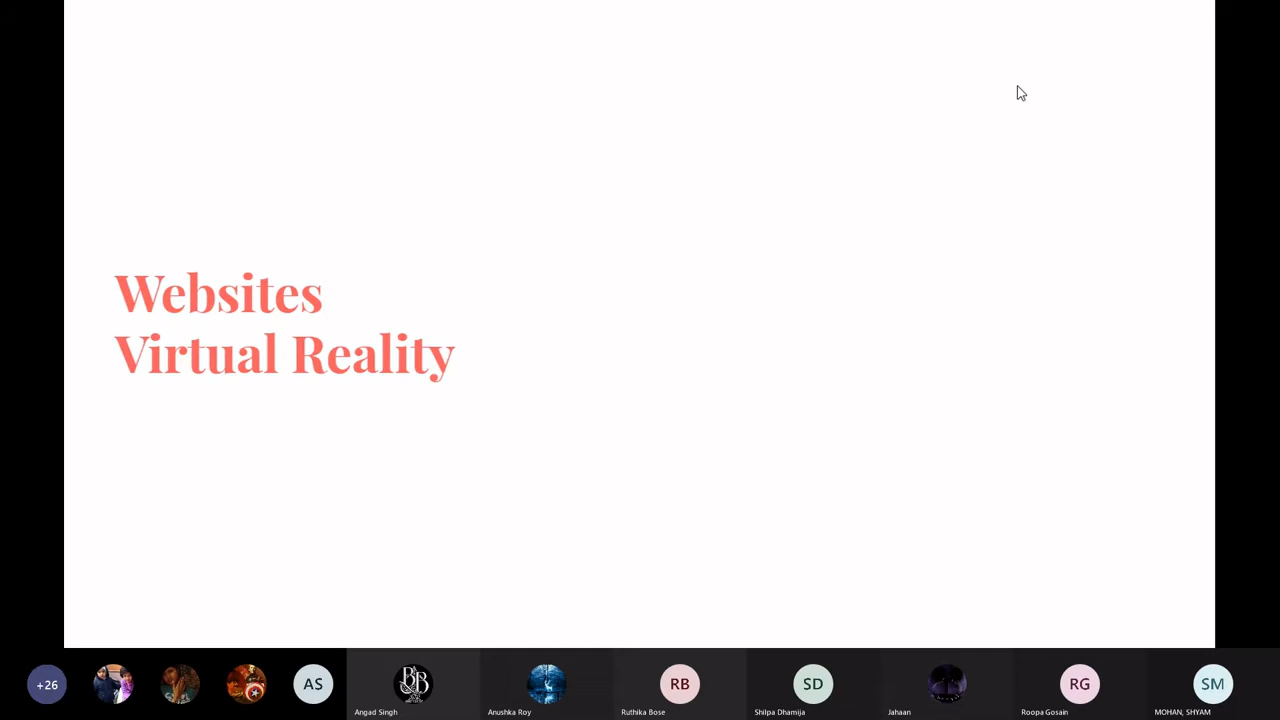 Websites
Virtual Reality
+26
AS
RB
SD
RG
SM
Angad Singh
Anushka Roy
Ruthika Bose
Shilpa Dhamija
Jahaan
Roopa Gosain
MOHAN, SHYAM